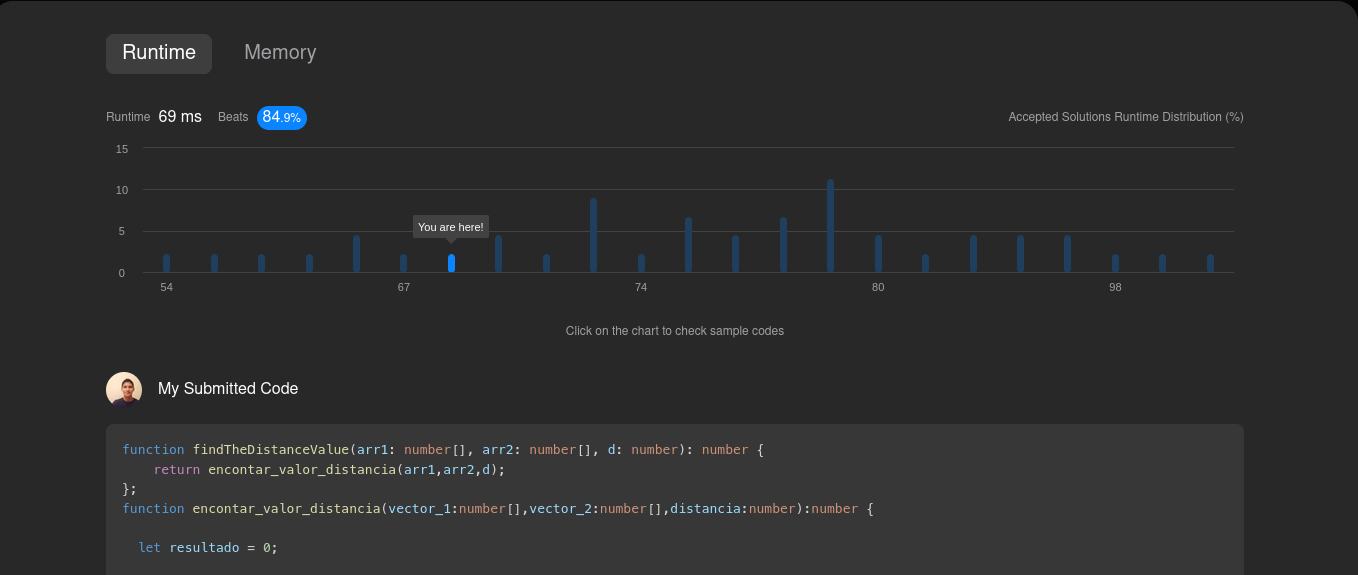 Runtime Memory
Runtime 69 ms Beats 84.9% Accepted Solutions Runtime Distribution (%)
15
10
5
You are here!
0
54 67 74 80 98
Click on the chart to check sample codes
My Submitted Code
function findTheDistanceValue(arr1: number[], arr2: number[], d: number): number {
    return encontar_valor_distancia(arr1,arr2,d);
};
function encontar_valor_distancia(vector_1:number[],vector_2:number[],distancia:number):number {
  let resultado = 0;